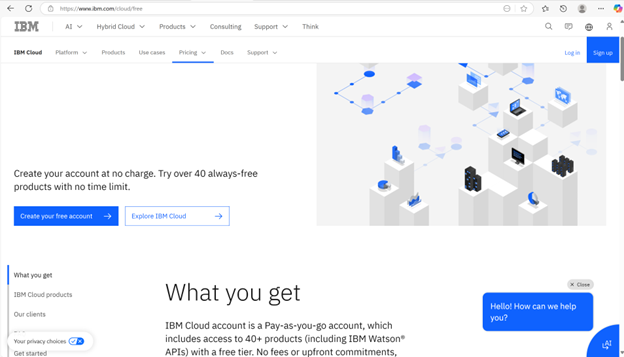 https://www.ibm.com/cloud/free
IBM AI Hybrid Cloud Products Consulting Support Think
IBM Cloud Platform Products Use cases Pricing Docs Support Log in Sign up
Create your account at no charge. Try over 40 always-free
products with no time limit.
Create your free account → Explore IBM Cloud →
What you get
IBM Cloud products
Our clients
Get started
Your privacy choices
What you get
IBM Cloud account is a Pay-as-you-go account, which
includes access to 40+ products (including IBM Watson®
APIs) with a free tier. No fees or upfront commitments,
× Close
Hello! How can we help
you?
AI